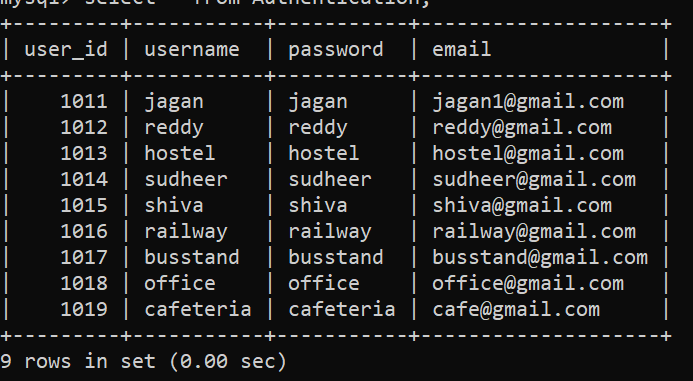 mysql> select * from Authentication;
+---------+-----------+-----------+--------------------+
| user_id | username | password | email |
+---------+-----------+-----------+--------------------+
| 1011 | jagan | jagan | jagan1@gmail.com |
| 1012 | reddy | reddy | reddy@gmail.com |
| 1013 | hostel | hostel | hostel@gmail.com |
| 1014 | sudheer | sudheer | sudheer@gmail.com |
| 1015 | shiva | shiva | shiva@gmail.com |
| 1016 | railway | railway | railway@gmail.com |
| 1017 | busstand | busstand | busstand@gmail.com |
| 1018 | office | office | office@gmail.com |
| 1019 | cafeteria | cafeteria | cafe@gmail.com |
+---------+-----------+-----------+--------------------+
9 rows in set (0.00 sec)